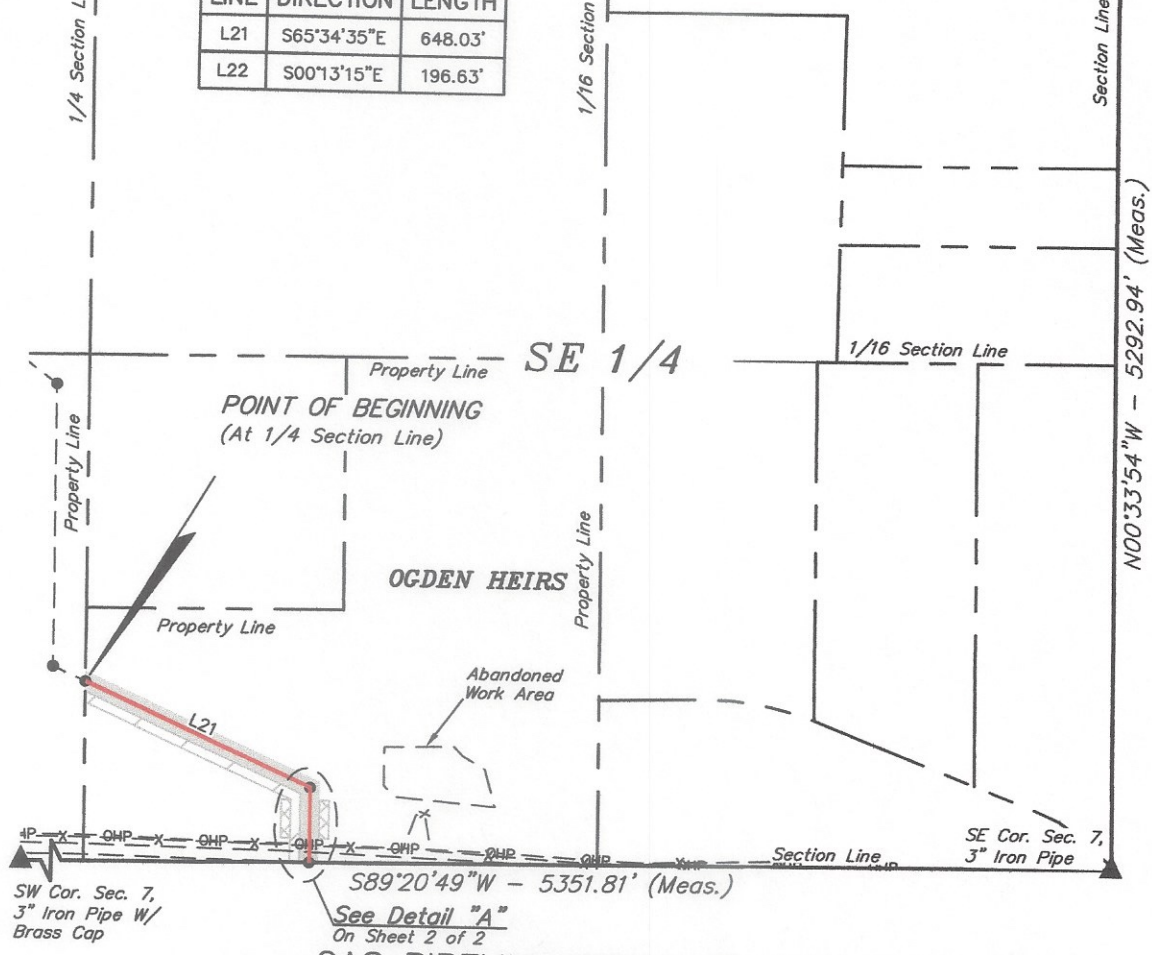 LINE DIRECTION LENGTH
L21 S65°34'35"E 648.03'
L22 S00°13'15"E 196.63'
1/4 Section L
1/16 Section
Section Line
N00°33'54"W - 5292.94' (Meas.)
SE 1/4
1/16 Section Line
Property Line
POINT OF BEGINNING
(At 1/4 Section Line)
Property Line
OGDEN HEIRS
Property Line
Property Line
Abandoned
Work Area
L21
OHP
OHP
OHP
OHP
OHP
OHP
Section Line
SE Cor. Sec. 7,
3" Iron Pipe
S89°20'49"W - 5351.81' (Meas.)
SW Cor. Sec. 7,
3" Iron Pipe W/
Brass Cap
See Detail "A"
On Sheet 2 of 2